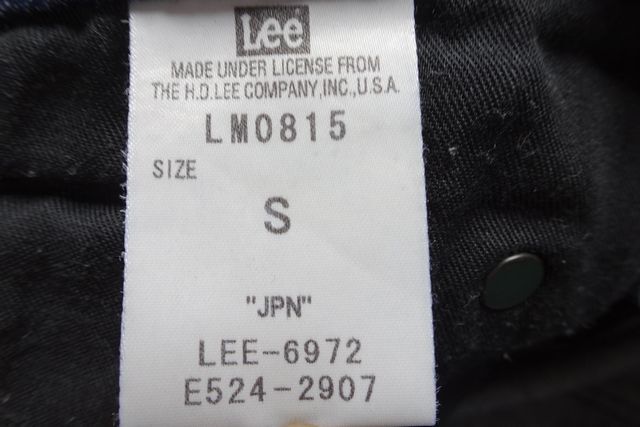 Lee
MADE UNDER LICENSE FROM
THE H.D.LEE COMPANY,INC.,U.S.A.
LM0815
SIZE
S
"JPN"
LEE-6972
E524-2907